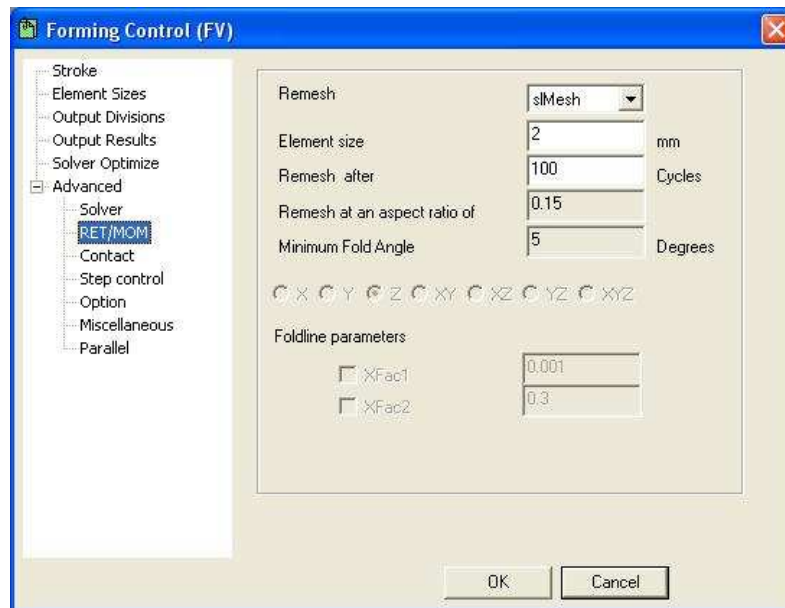 Forming Control (FV)
Stroke
Element Sizes
Output Divisions
Output Results
Solver Optimize
Advanced
Solver
RET/MOM
Contact
Step control
Option
Miscellaneous
Parallel
Remesh slMesh
Element size 2 mm
Remesh after 100 Cycles
Remesh at an aspect ratio of 0.15
Minimum Fold Angle 5 Degrees
X Y Z XY XZ YZ XYZ
Foldline parameters
XFac1 0.001
XFac2 0.3
OK Cancel